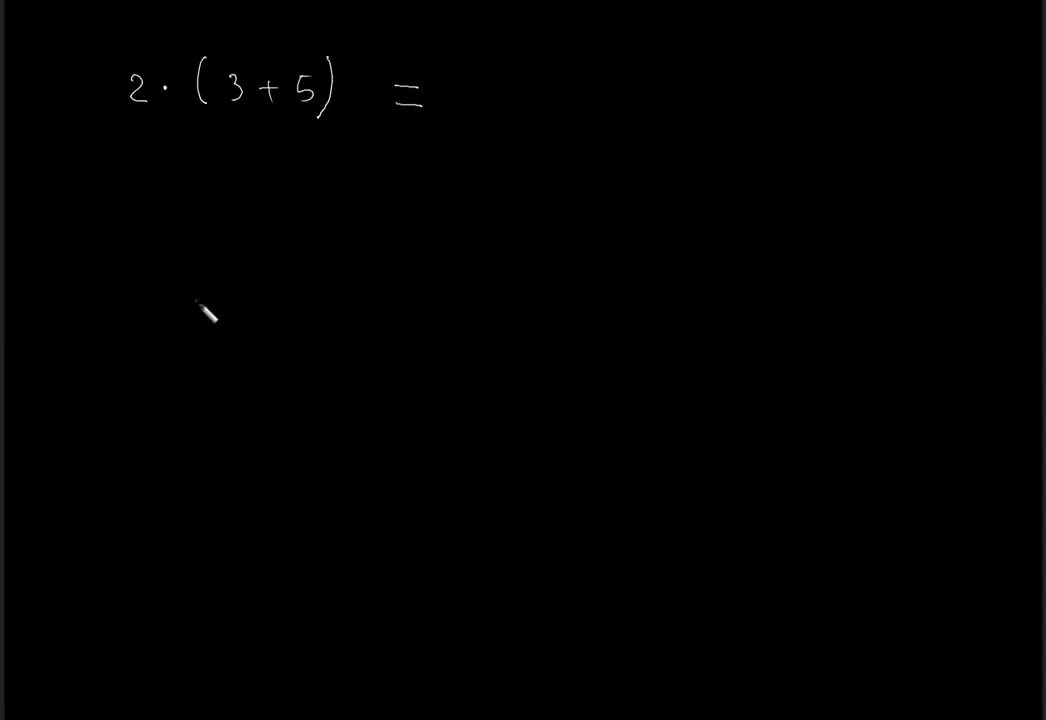 2 · (3 + 5) =